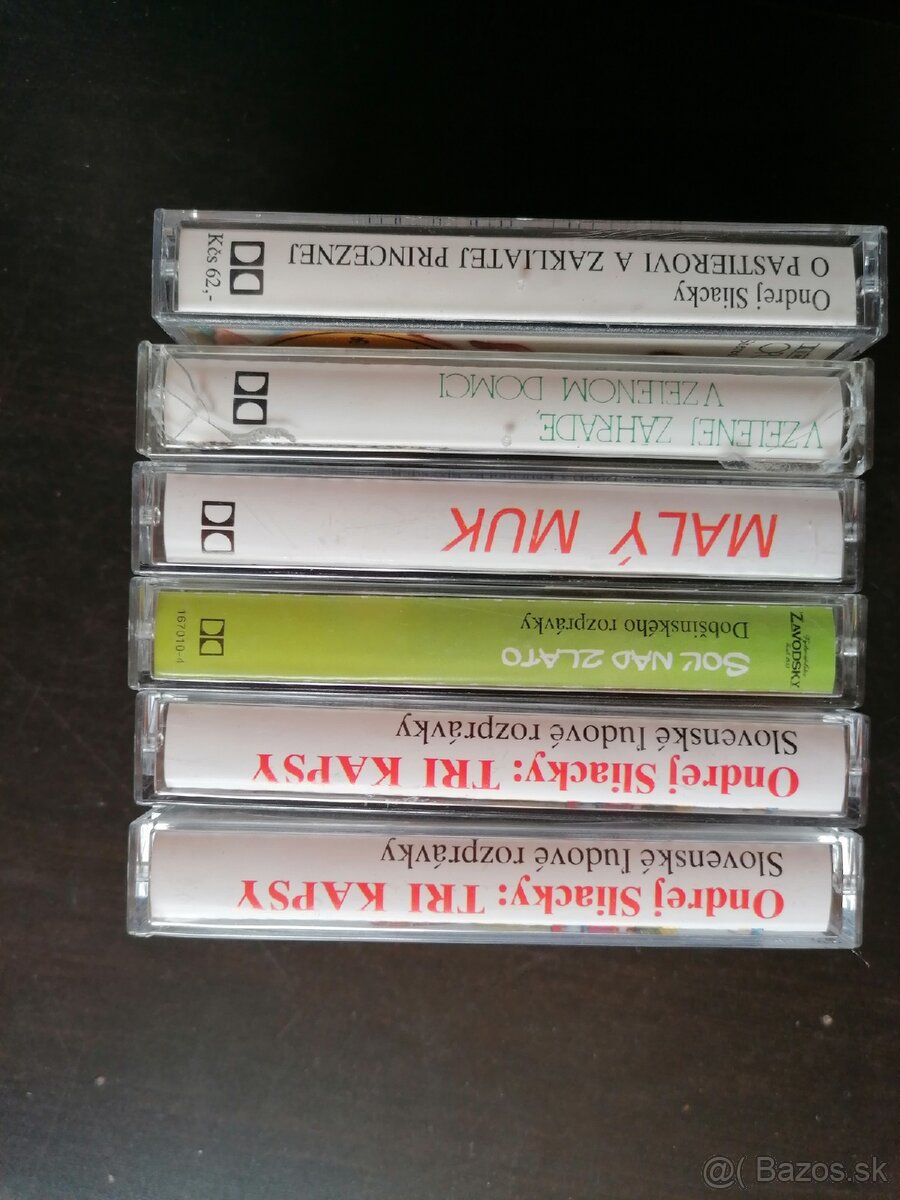 Ondrej Sliacky
O PASTIEROVI A ZAKLIATEJ PRINCEZNEJ
Kčs 62,-
V ZELENEJ ZAHRADE,
V ZELENOM DOMCI
MALÝ MUK
ZÁVODSKÝ
SOĽ NAD ZLATO
Dobšinského rozprávky
167010-4
Ondrej Sliacky: TRI KAPSY
Slovenské ľudové rozprávky
Ondrej Sliacky: TRI KAPSY
Slovenské ľudové rozprávky
@( Bazos.sk